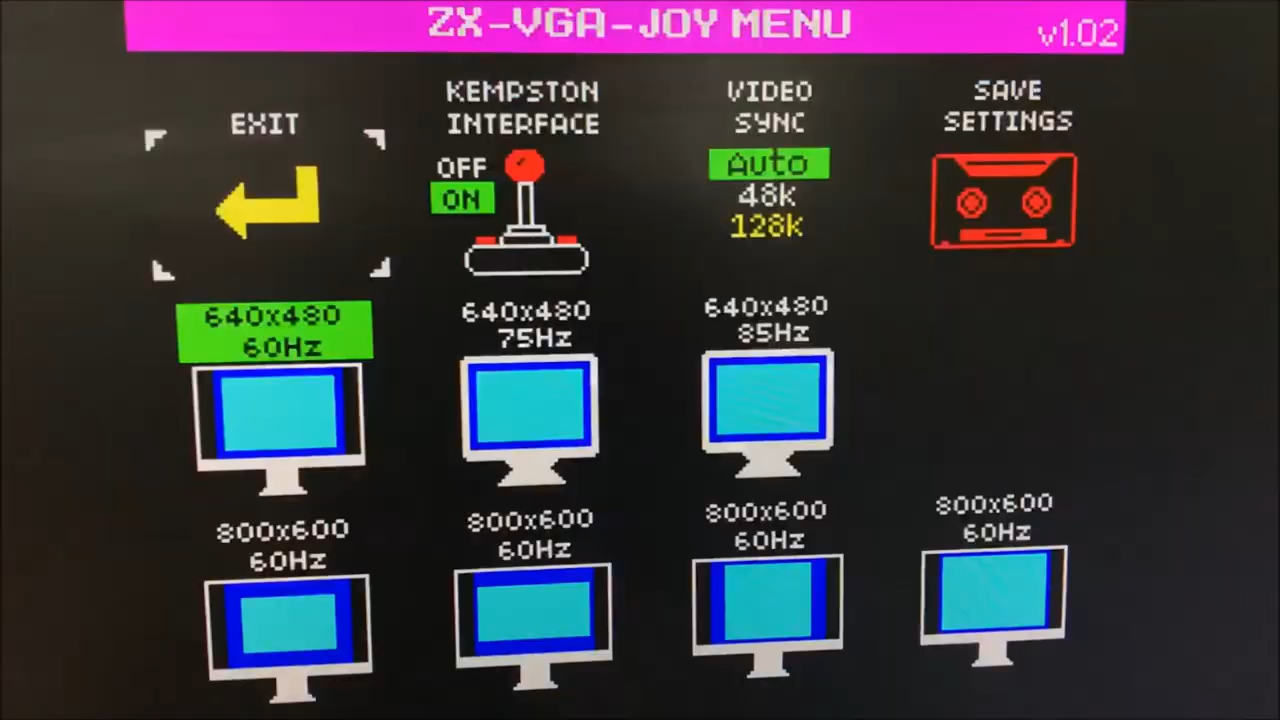 ZX-VGA-JOY MENU
v1.02
EXIT
KEMPSTON
INTERFACE
OFF
ON
VIDEO
SYNC
Auto
48k
128k
SAVE
SETTINGS
640x480
60Hz
640x480
75Hz
640x480
85Hz
800x600
60Hz
800x600
60Hz
800x600
60Hz
800x600
60Hz